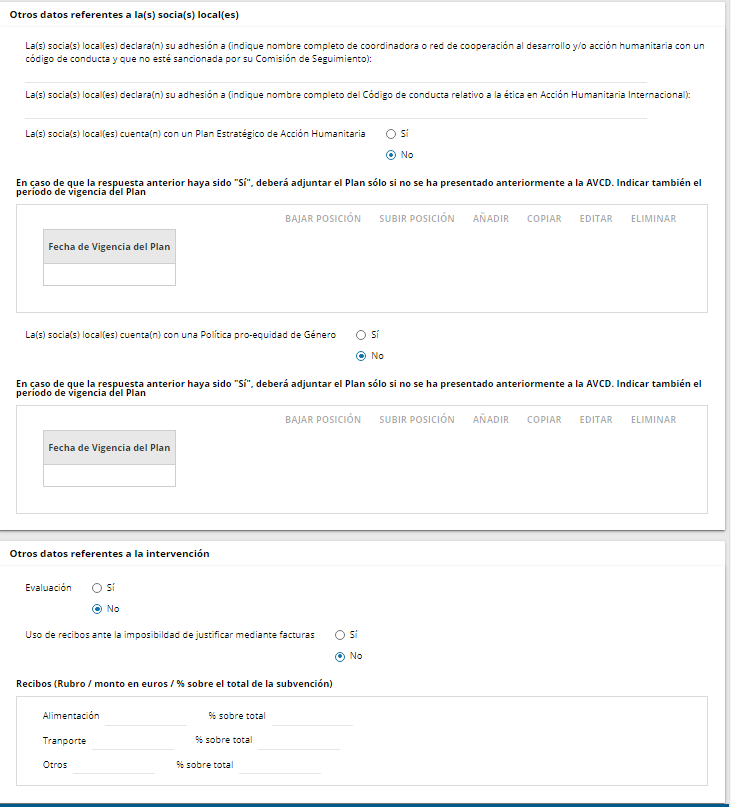 Otros datos referentes a la(s) socia(s) local(es)
La(s) socia(s) local(es) declara(n) su adhesión a (indique nombre completo de coordinadora o red de cooperación al desarrollo y/o acción humanitaria con un
código de conducta y que no esté sancionada por su Comisión de Seguimiento):
La(s) socia(s) local(es) declara(n) su adhesión a (indique nombre completo del Código de conducta relativo a la ética en Acción Humanitaria Internacional):
La(s) socia(s) local(es) cuenta(n) con un Plan Estratégico de Acción Humanitaria Sí
No
En caso de que la respuesta anterior haya sido "Sí", deberá adjuntar el Plan sólo si no se ha presentado anteriormente a la AVCD. Indicar también el
período de vigencia del Plan
BAJAR POSICIÓN SUBIR POSICIÓN AÑADIR COPIAR EDITAR ELIMINAR
Fecha de Vigencia del Plan
La(s) socia(s) local(es) cuenta(n) con una Política pro-equidad de Género Sí
No
En caso de que la respuesta anterior haya sido "Sí", deberá adjuntar el Plan sólo si no se ha presentado anteriormente a la AVCD. Indicar también el
período de vigencia del Plan
BAJAR POSICIÓN SUBIR POSICIÓN AÑADIR COPIAR EDITAR ELIMINAR
Fecha de Vigencia del Plan
Otros datos referentes a la intervención
Evaluación Sí
No
Uso de recibos ante la imposibildad de justificar mediante facturas Sí
No
Recibos (Rubro / monto en euros / % sobre el total de la subvención)
Alimentación % sobre total
Tranporte % sobre total
Otros % sobre total